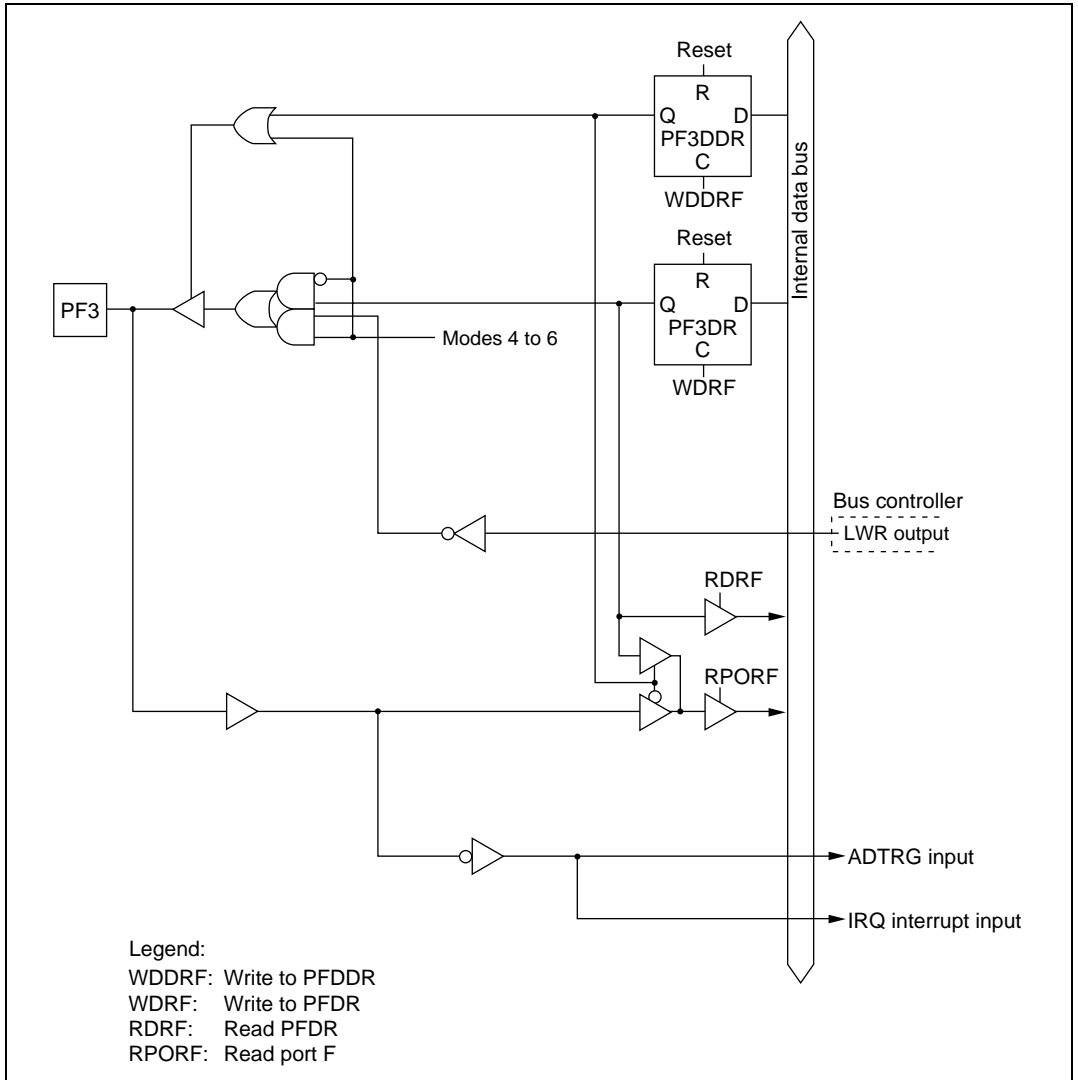 Reset
R
Q D
PF3DDR
C
WDDRF
Internal data bus
Reset
R
Q D
PF3DR
C
WDRF
PF3
Modes 4 to 6
Bus controller
LWR output
RDRF
RPORF
ADTRG input
IRQ interrupt input
Legend:
WDDRF: Write to PFDDR
WDRF: Write to PFDR
RDRF: Read PFDR
RPORF: Read port F